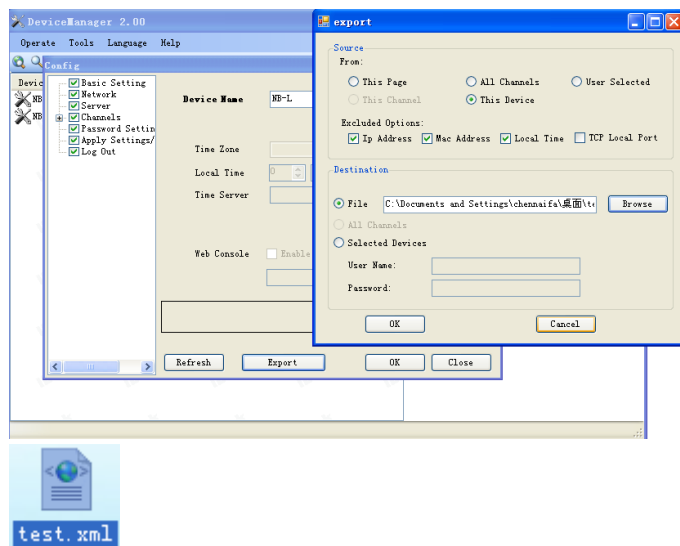 DeviceManager 2.00
Operate Tools Language Help
Config
Devic
NB
NB
Basic Setting
Network
Server
Channels
Password Settin
Apply Settings/
Log Out
Device Name NB-L
Time Zone
Local Time 0
Time Server
Web Console Enable
Refresh Export OK Close
export
Source
From:
This Page All Channels User Selected
This Channel This Device
Excluded Options:
Ip Address Mac Address Local Time TCP Local Port
Destination
File C:\Documents and Settings\chennaifa\桌面\te Browse
All Channels
Selected Devices
User Name:
Password:
OK Cancel
test.xml